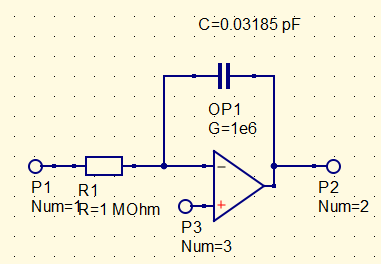 C=0.03185 pF
OP1
G=1e6
P1
Num=1
R1
R=1 MOhm
P2
Num=2
P3
Num=3